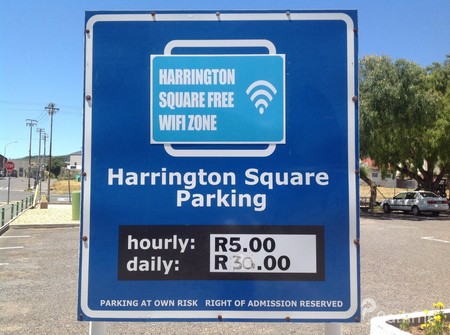 HARRINGTON
SQUARE FREE
WIFI ZONE
Harrington Square
Parking
hourly: R5.00
daily: R30.00
PARKING AT OWN RISK RIGHT OF ADMISSION RESERVED